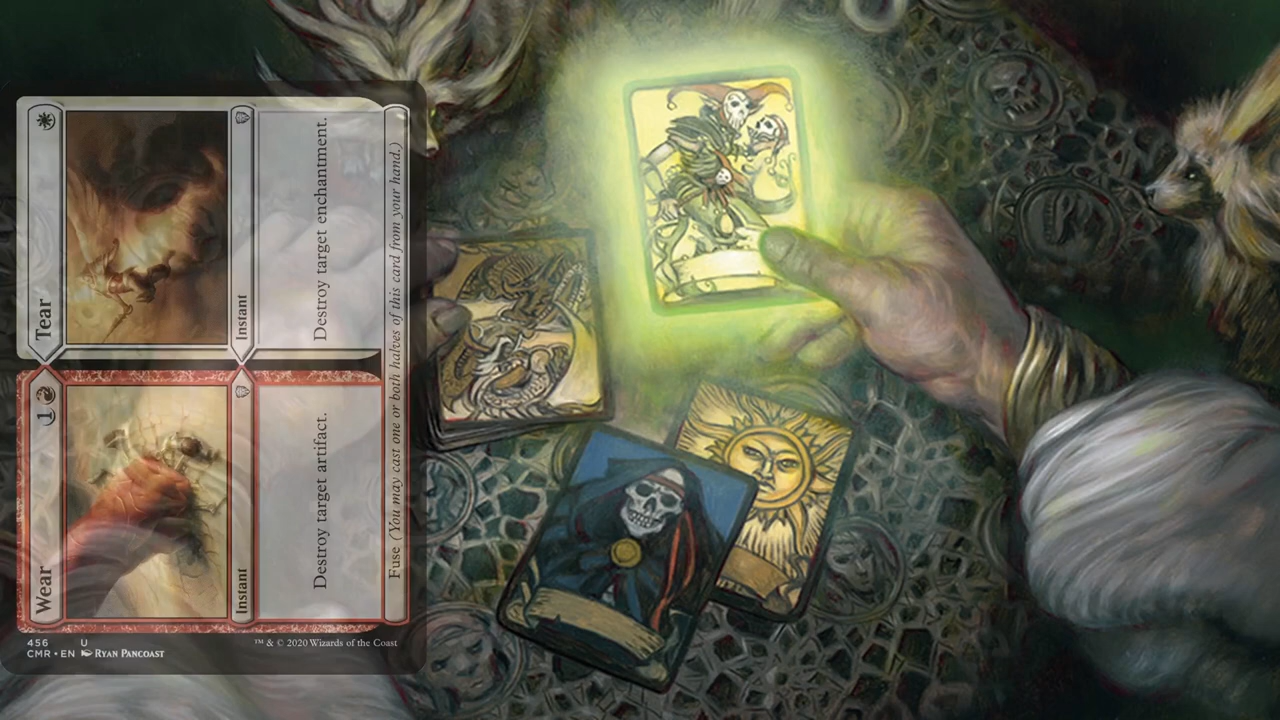 Wear
1
Instant
Destroy target artifact.
Tear
Instant
Destroy target enchantment.
Fuse (You may cast one or both halves of this card from your hand.)
456 U
CMR • EN RYAN PANCOAST
™ & © 2020 Wizards of the Coast